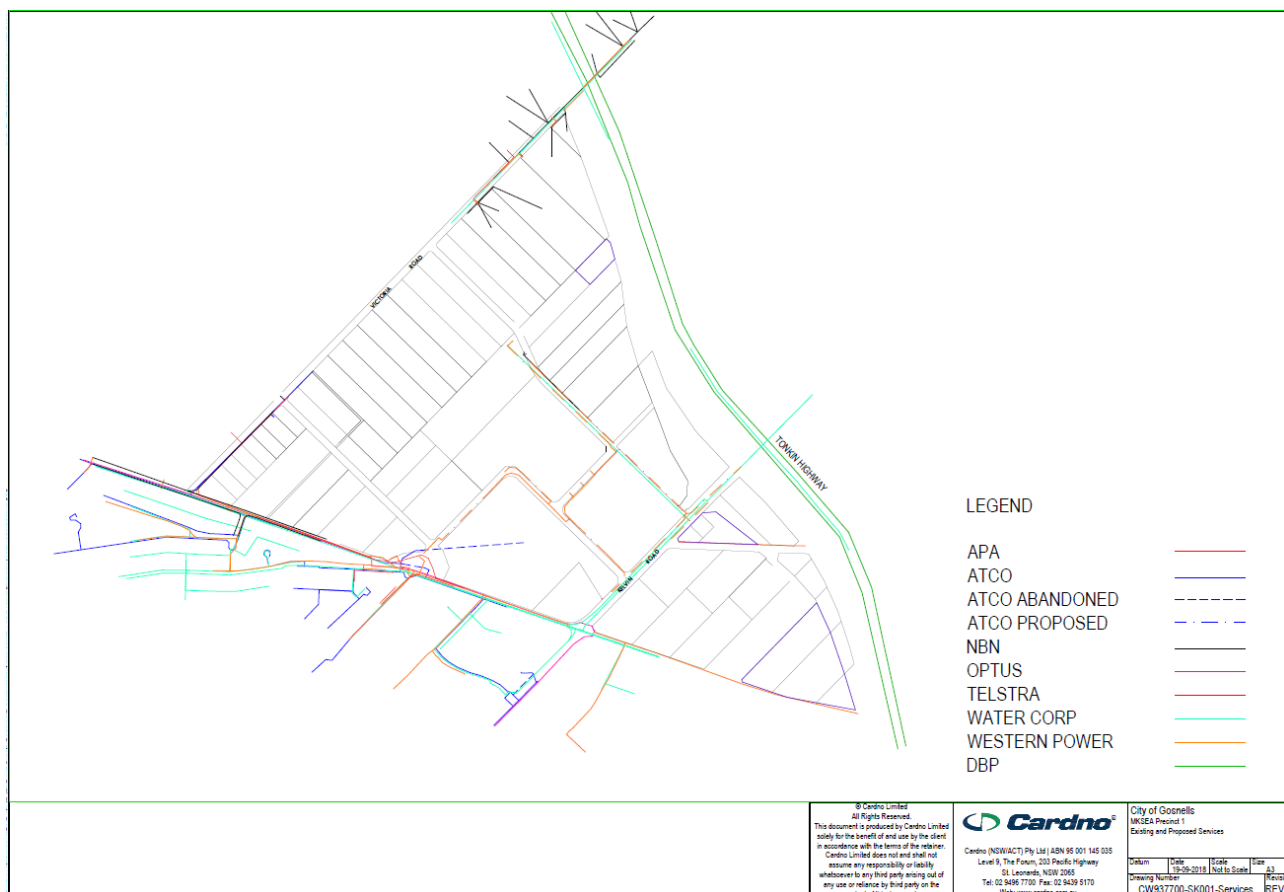 VICTORIA ROAD
TONKIN HIGHWAY
KELVIN ROAD
LEGEND
APA
ATCO
ATCO ABANDONED
ATCO PROPOSED
NBN
OPTUS
TELSTRA
WATER CORP
WESTERN POWER
DBP
© Cardno Limited
All Rights Reserved.
This document is produced by Cardno Limited
solely for the benefit of and use by the client
in accordance with the terms of the retainer.
Cardno Limited does not and shall not
assume any responsibility or liability
whatsoever to any third party arising out of
any use or reliance by third party on the
Cardno®
Cardno (NSW/ACT) Pty Ltd | ABN 95 001 145 035
Level 9, The Forum, 203 Pacific Highway
St. Leonards, NSW 2065
Tel: 02 9496 7700 Fax: 02 9439 5170
City of Gosnells
MKSEA Precinct 1
Existing and Proposed Services
Datum Date Scale Size
19-09-2018 Not to Scale A3
Drawing Number
CW937700-SK001-Services